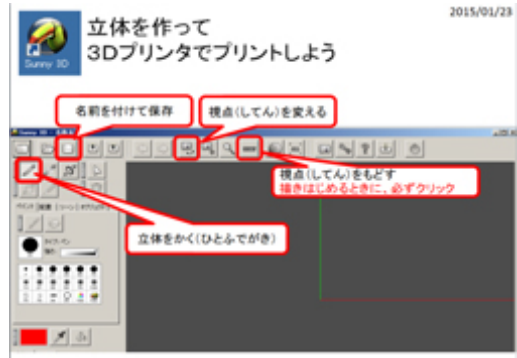 2015/01/23
立体を作って
3Dプリンタでプリントしよう
Sunny 3D
名前を付けて保存
視点(してん)を変える
視点(してん)をもどす
描きはじめるときに、必ずクリック
立体をかく(ひとふでがき)